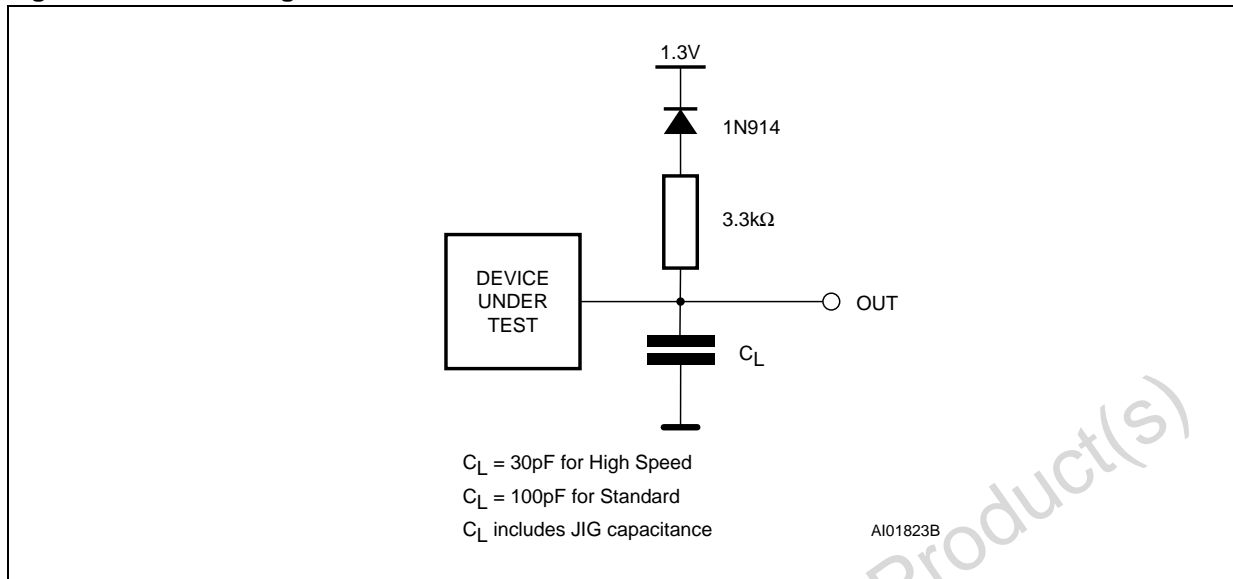 1.3V
1N914
3.3kΩ
DEVICE
UNDER
TEST
OUT
CL
CL = 30pF for High Speed
CL = 100pF for Standard
CL includes JIG capacitance
AI01823B
Product(s)